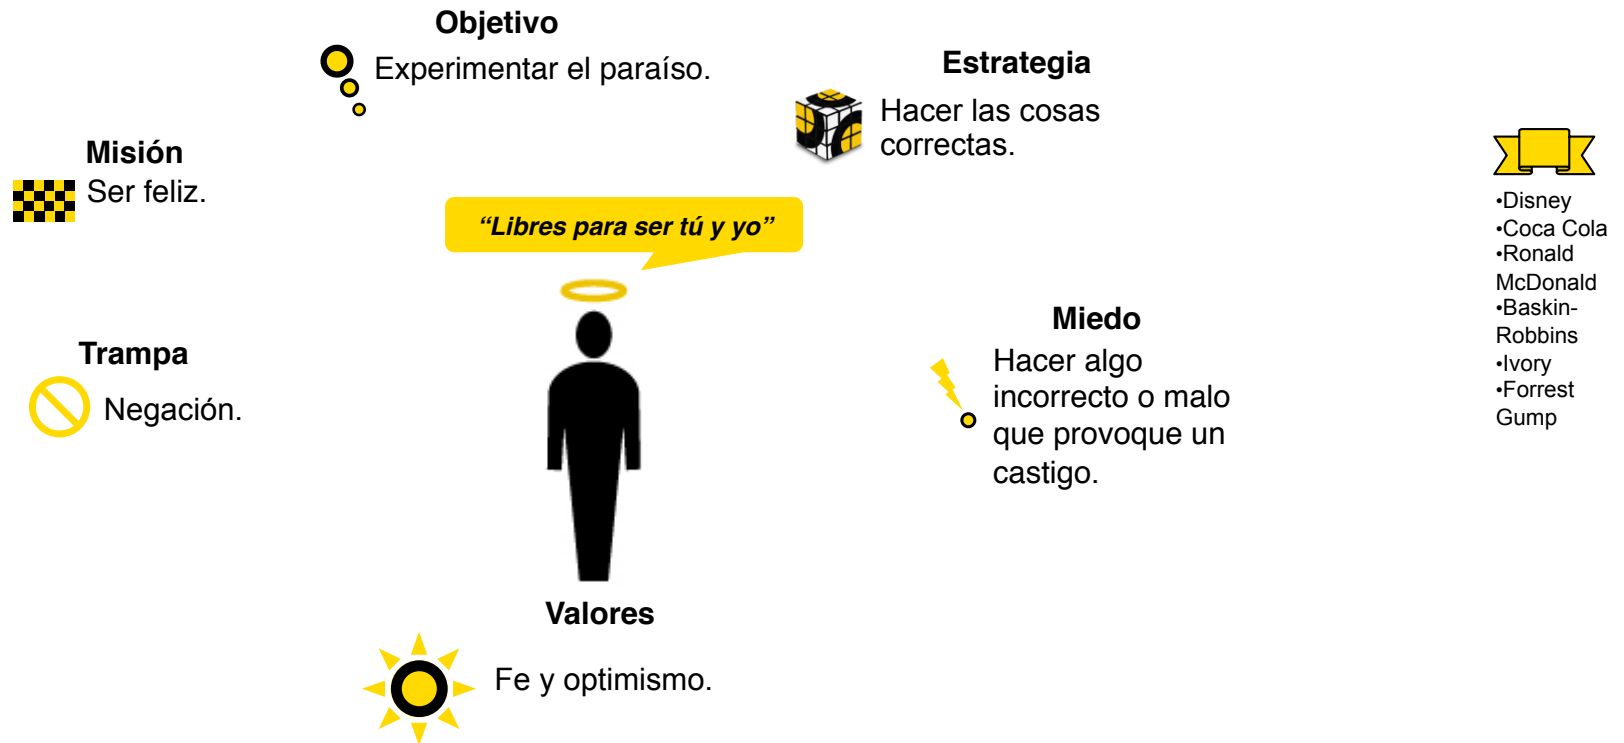 Objetivo
Experimentar el paraíso.
Estrategia
Hacer las cosas
correctas.
Misión
Ser feliz.
“Libres para ser tú y yo”
Trampa
Negación.
Miedo
Hacer algo
incorrecto o malo
que provoque un
castigo.
Valores
Fe y optimismo.
•Disney
•Coca Cola
•Ronald
McDonald
•Baskin-
Robbins
•Ivory
•Forrest
Gump